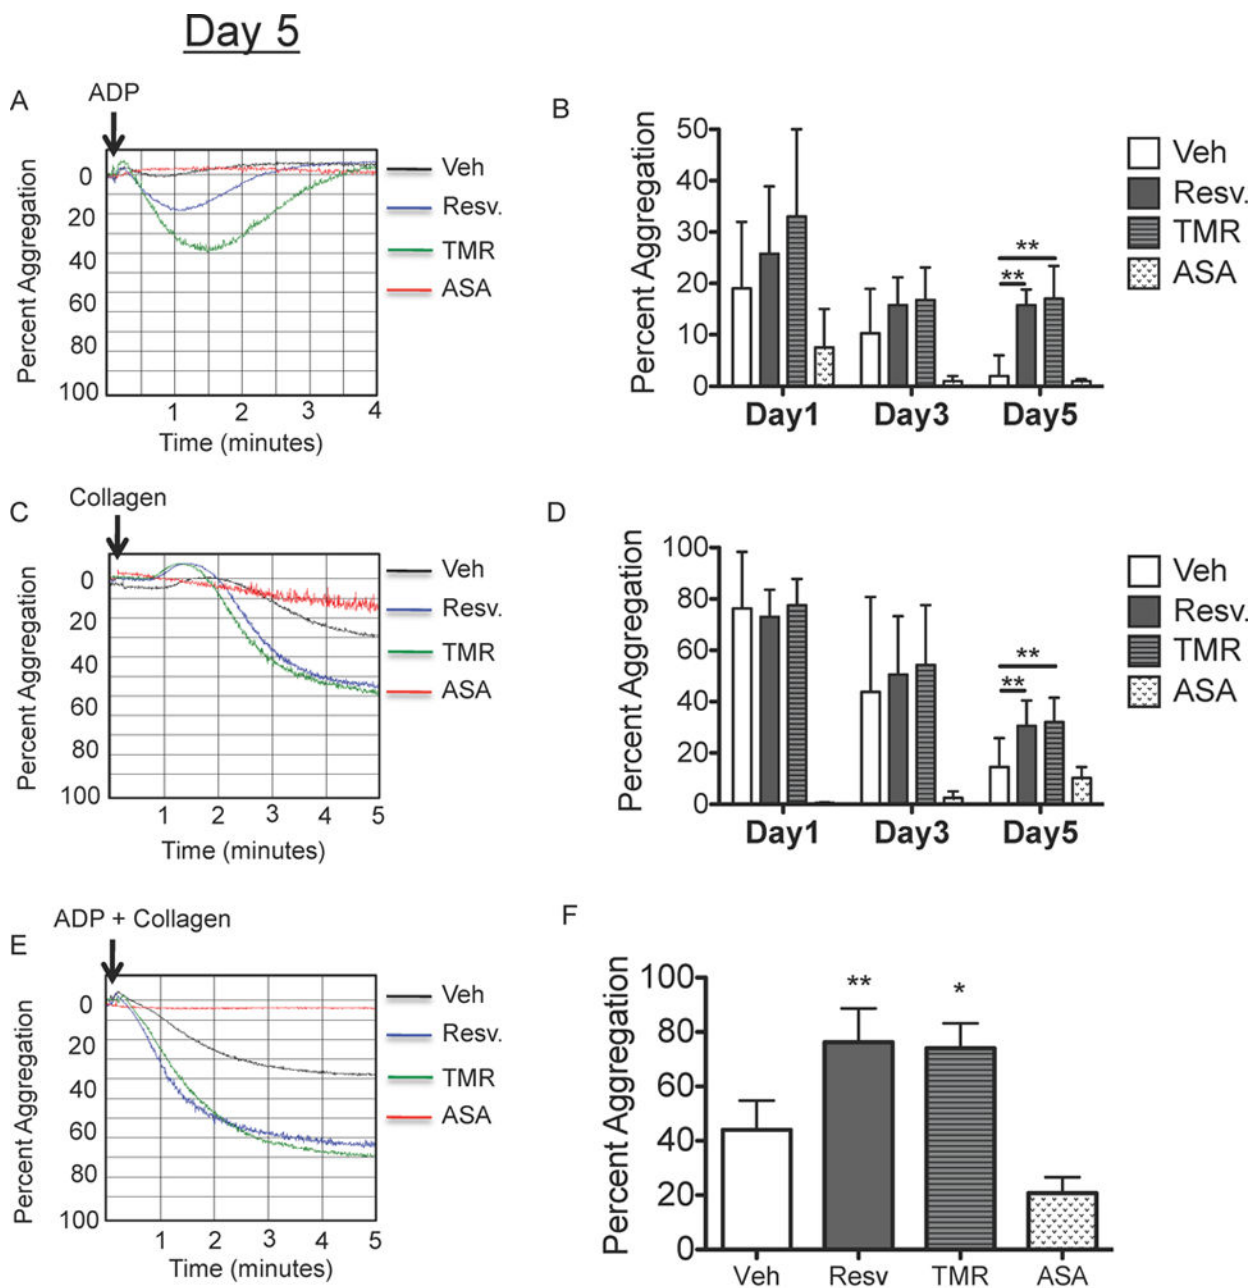 Day 5
A
ADP
Percent Aggregation
0
20
40
60
80
100
1 2 3 4
Time (minutes)
Veh
Resv.
TMR
ASA
B
Percent Aggregation
50
40
30
20
10
0
** 
**
Day1 Day3 Day5
Veh
Resv.
TMR
ASA
C
Collagen
Percent Aggregation
0
20
40
60
80
100
1 2 3 4 5
Time (minutes)
Veh
Resv.
TMR
ASA
D
Percent Aggregation
100
80
60
40
20
0
**
**
Day1 Day3 Day5
Veh
Resv.
TMR
ASA
E
ADP + Collagen
Percent Aggregation
0
20
40
60
80
100
1 2 3 4 5
Time (minutes)
Veh
Resv.
TMR
ASA
F
Percent Aggregation
100
80
60
40
20
0
** *
Veh Resv TMR ASA